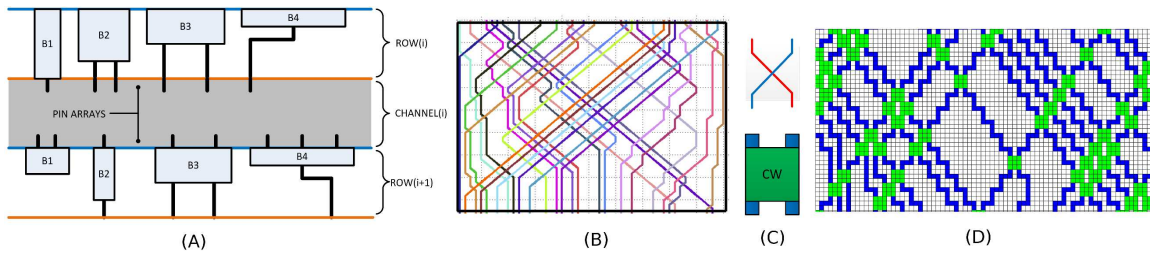 B1
B2
B3
B4
ROW(i)
PIN ARRAYS
CHANNEL(i)
B1
B2
B3
B4
ROW(i+1)
(A)
(B)
CW
(C)
(D)